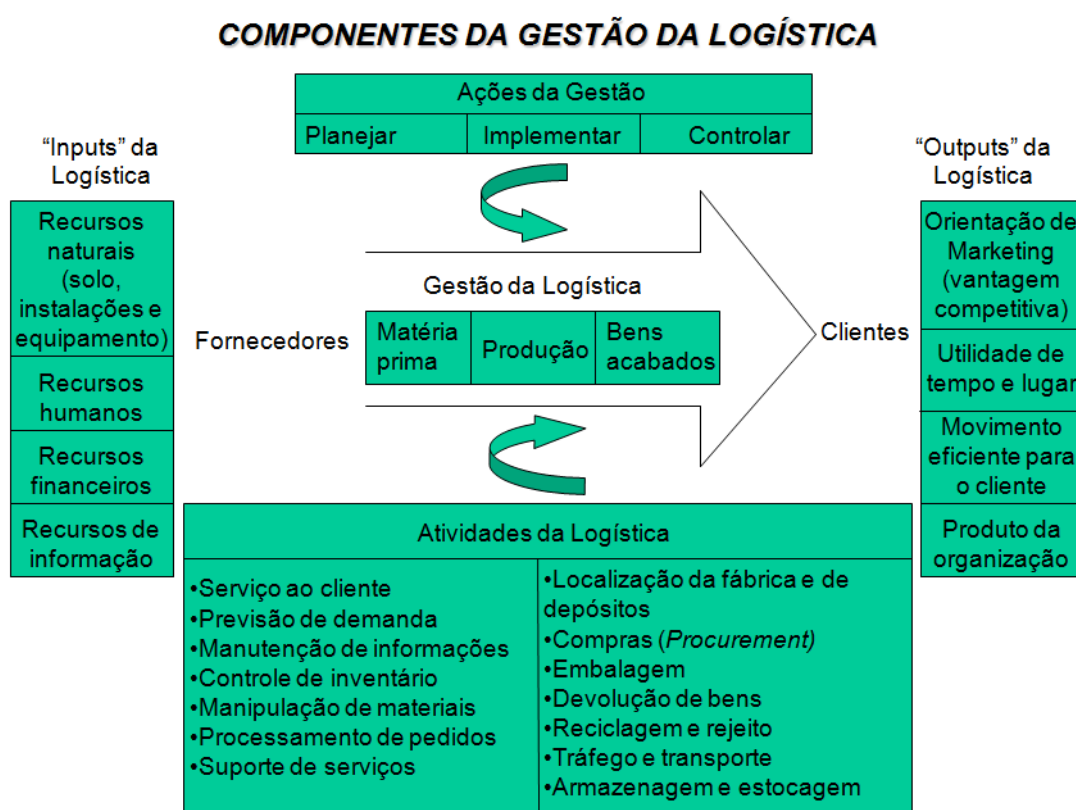 COMPONENTES DA GESTÃO DA LOGÍSTICA
Ações da Gestão
Planejar
Implementar
Controlar
“Inputs” da
Logística
Recursos
naturais
(solo,
instalações e
equipamento)
Recursos
humanos
Recursos
financeiros
Recursos de
informação
Fornecedores
Gestão da Logística
Matéria
prima
Produção
Bens
acabados
Clientes
“Outputs” da
Logística
Orientação de
Marketing
(vantagem
competitiva)
Utilidade de
tempo e lugar
Movimento
eficiente para
o cliente
Produto da
organização
Atividades da Logística
•Serviço ao cliente
•Previsão de demanda
•Manutenção de informações
•Controle de inventário
•Manipulação de materiais
•Processamento de pedidos
•Suporte de serviços
•Localização da fábrica e de
depósitos
•Compras (Procurement)
•Embalagem
•Devolução de bens
•Reciclagem e rejeito
•Tráfego e transporte
•Armazenagem e estocagem